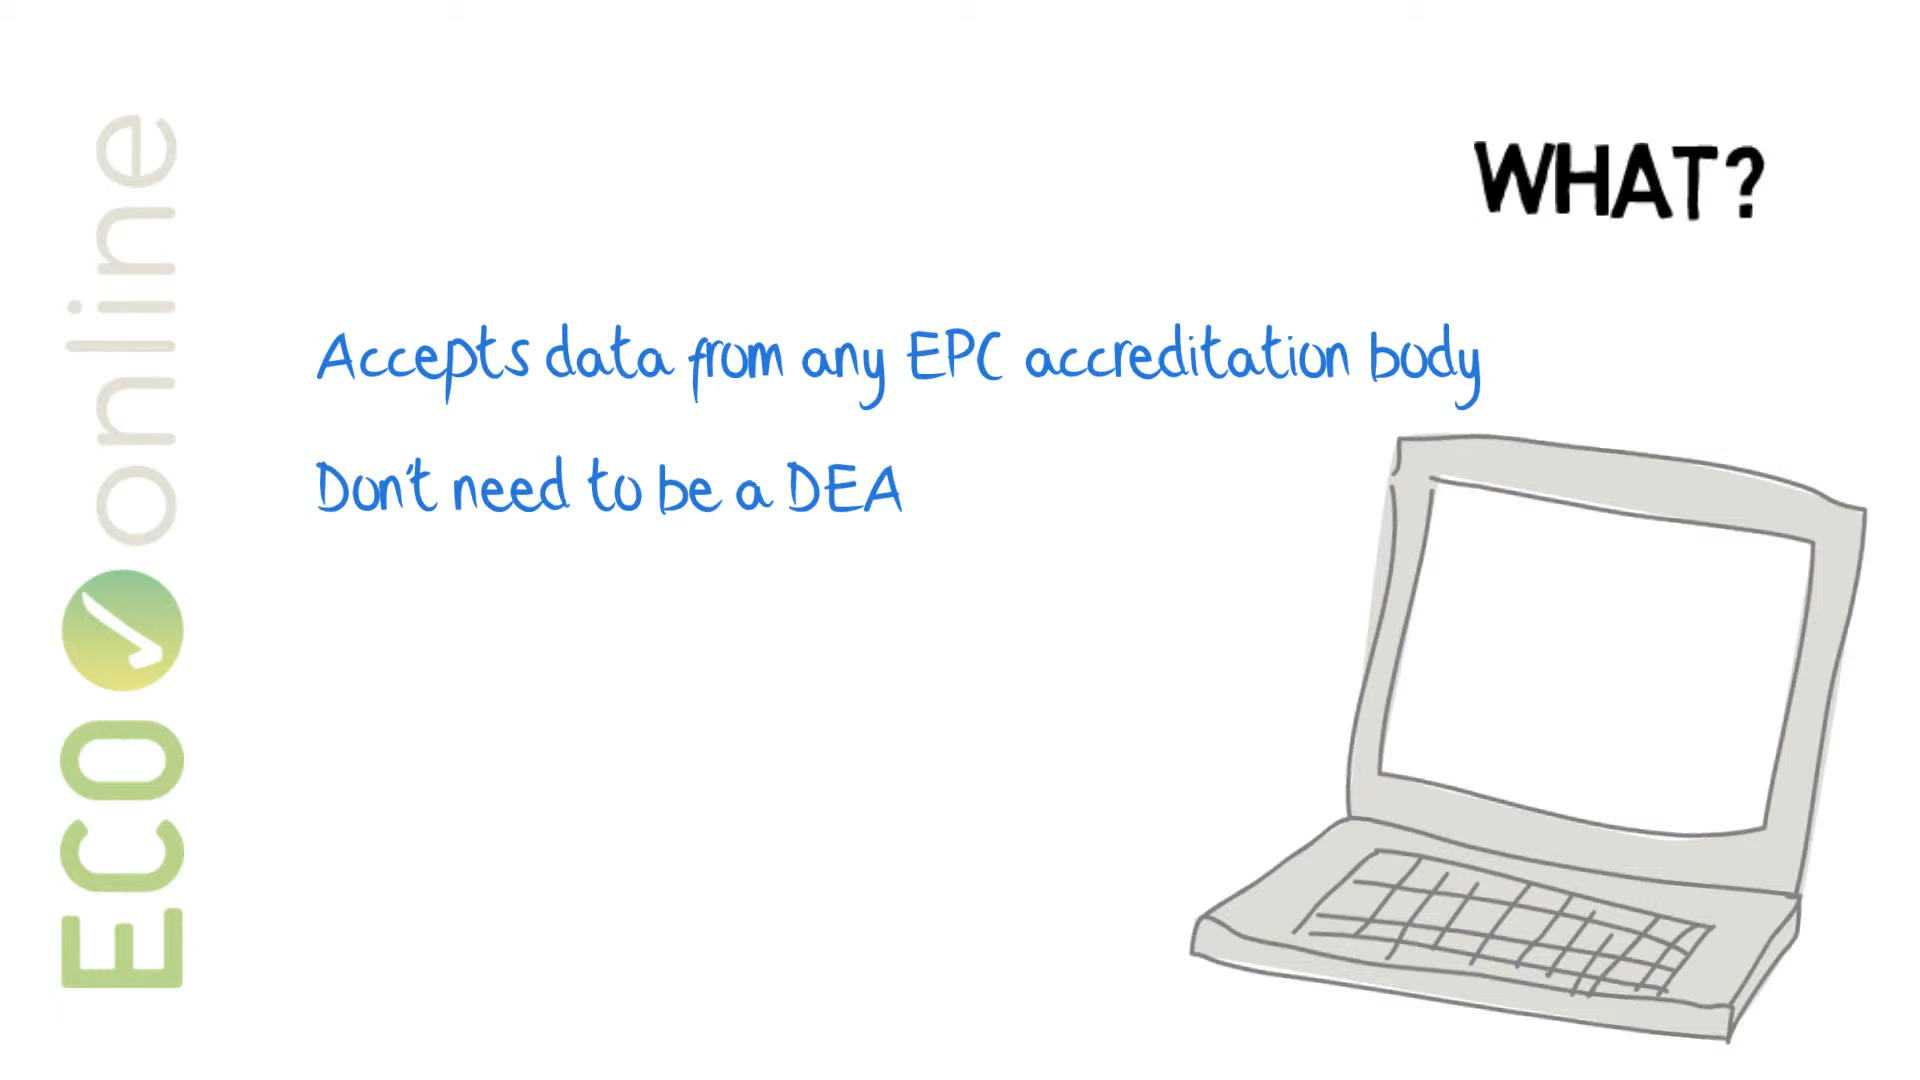 WHAT?
Accepts data from any EPC accreditation body
Don't need to be a DEA
ECO online